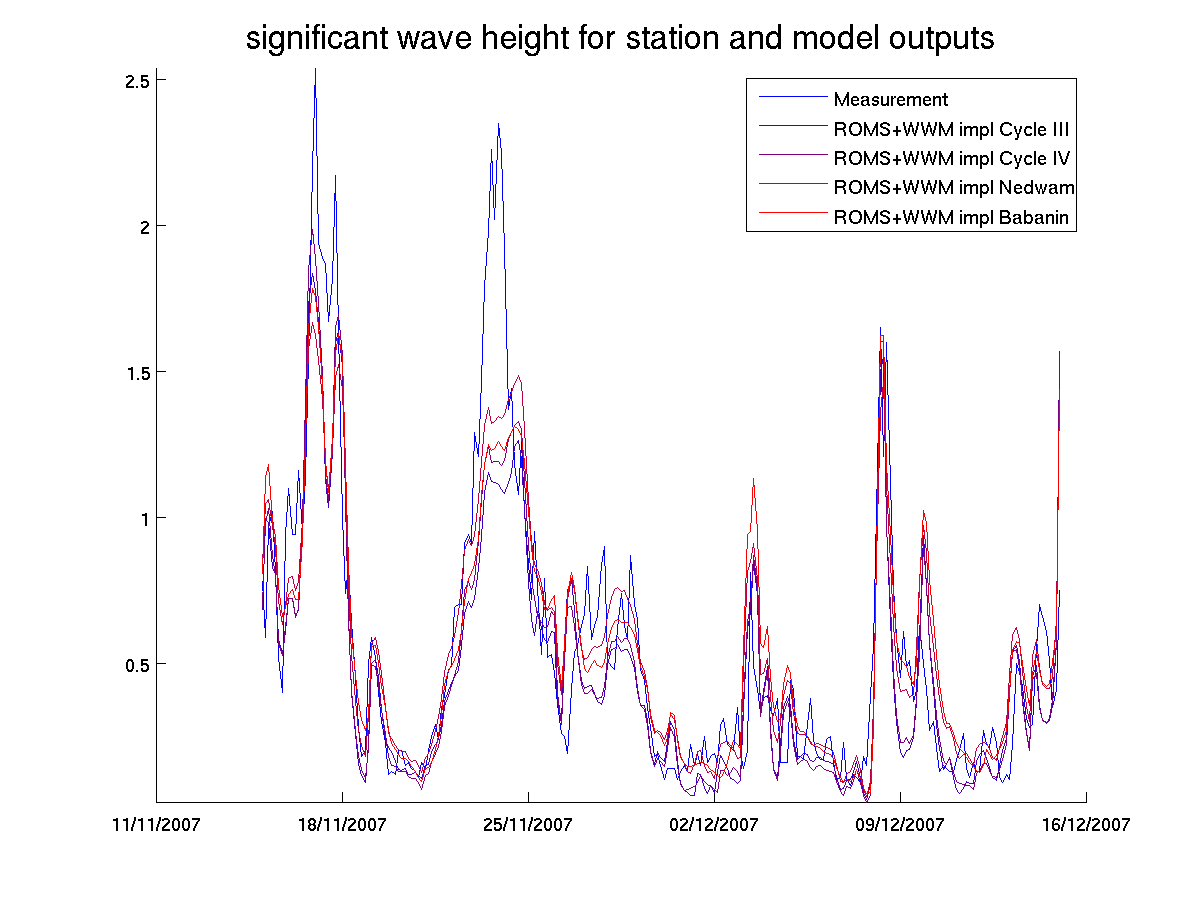 significant wave height for station and model outputs
2.5
2
1.5
1
0.5
Measurement
ROMS+WWM impl Cycle III
ROMS+WWM impl Cycle IV
ROMS+WWM impl Nedwam
ROMS+WWM impl Babanin
11/11/2007
18/11/2007
25/11/2007
02/12/2007
09/12/2007
16/12/2007